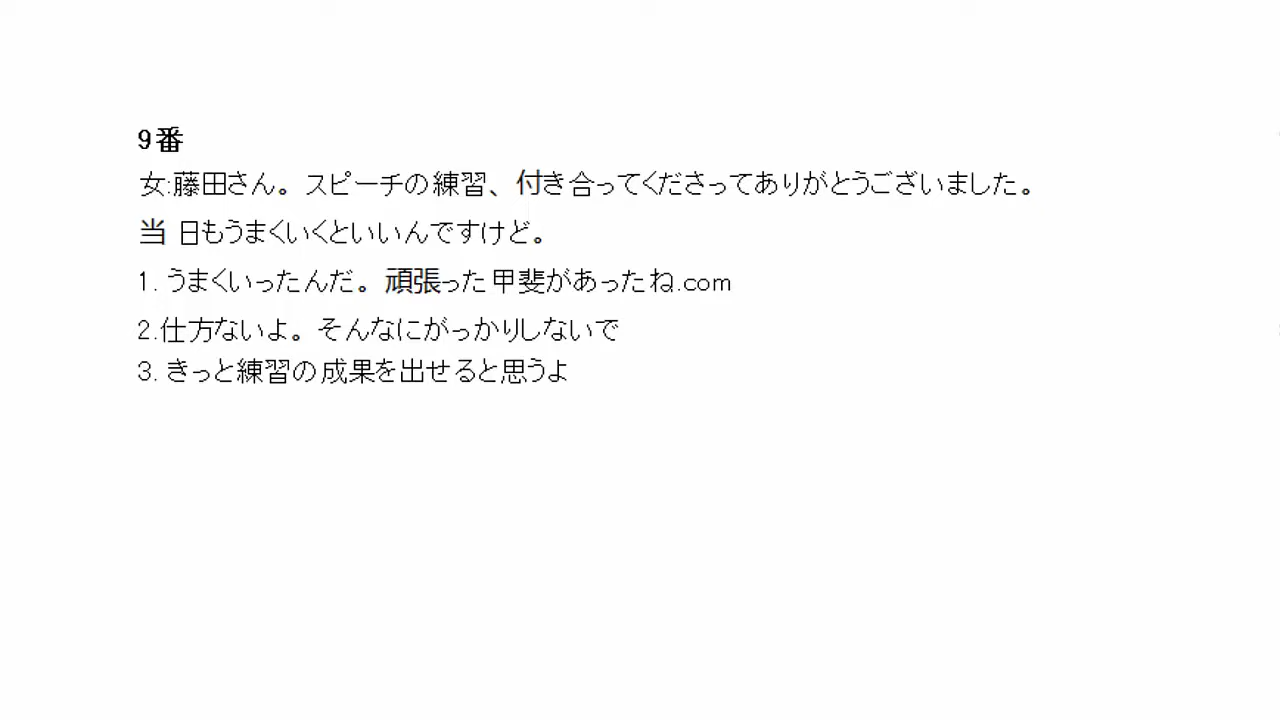 9番
女:藤田さん。スピーチの練習、付き合ってくださってありがとうございました。
当 日もうまくいくといいんですけど。
1. うまくいったんだ。頑張った甲斐があったね.com
2.仕方ないよ。そんなにがっかりしないで
3. きっと練習の成果を出せると思うよ